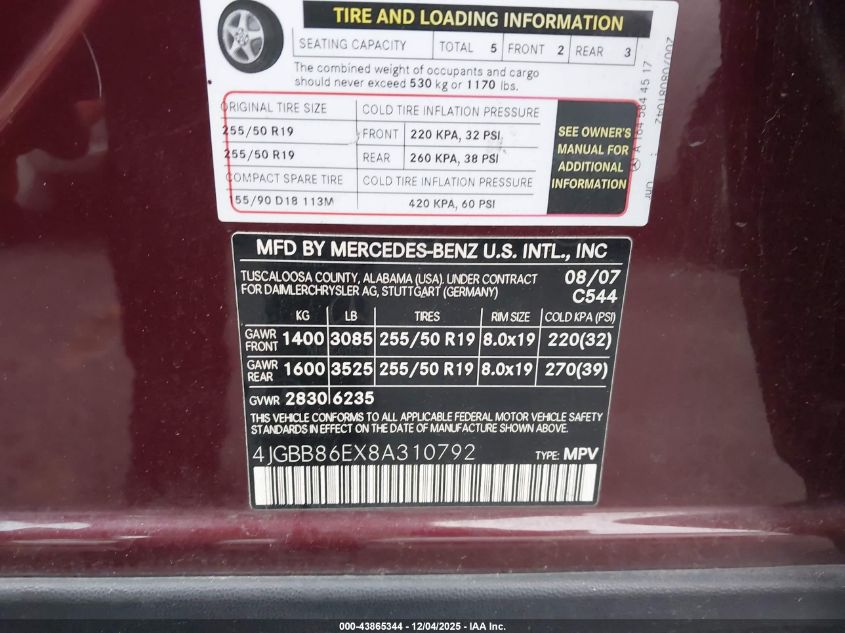 TIRE AND LOADING INFORMATION
SEATING CAPACITY TOTAL 5 FRONT 2 REAR 3
The combined weight of occupants and cargo
should never exceed 530 kg or 1170 lbs.
ORIGINAL TIRE SIZE COLD TIRE INFLATION PRESSURE
255/50 R19 FRONT 220 KPA, 32 PSI
255/50 R19 REAR 260 KPA, 38 PSI
COMPACT SPARE TIRE COLD TIRE INFLATION PRESSURE
155/90 D18 113M 420 KPA, 60 PSI
SEE OWNER'S
MANUAL FOR
ADDITIONAL
INFORMATION
A 164 584 45 17
MFD BY MERCEDES-BENZ U.S. INTL., INC
TUSCALOOSA COUNTY, ALABAMA (USA). UNDER CONTRACT 08/07
FOR DAIMLERCHRYSLER AG, STUTTGART (GERMANY) C544
KG LB TIRES RIM SIZE COLD KPA (PSI)
GAWR FRONT 1400 3085 255/50 R19 8.0x19 220(32)
GAWR REAR 1600 3525 255/50 R19 8.0x19 270(39)
GVWR 2830 6235
THIS VEHICLE CONFORMS TO ALL APPLICABLE FEDERAL MOTOR VEHICLE SAFETY
STANDARDS IN EFFECT ON THE DATE OF MANUFACTURE SHOWN ABOVE.
4JGBB86EX8A310792 TYPE: MPV
000-43865344 - 12/04/2025 - IAA Inc.